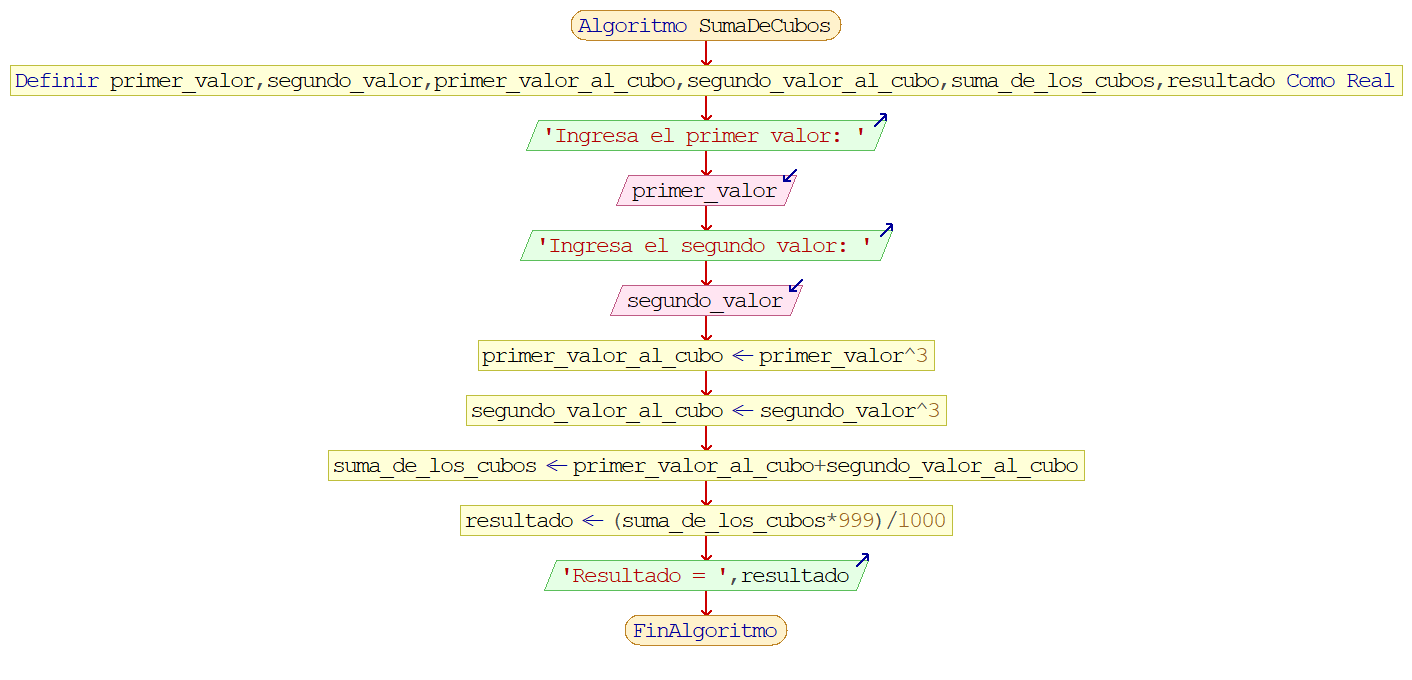 Algoritmo SumaDeCubos
Definir primer_valor,segundo_valor,primer_valor_al_cubo,segundo_valor_al_cubo,suma_de_los_cubos,resultado Como Real
'Ingresa el primer valor: '
primer_valor
'Ingresa el segundo valor: '
segundo_valor
primer_valor_al_cubo ← primer_valor^3
segundo_valor_al_cubo ← segundo_valor^3
suma_de_los_cubos ← primer_valor_al_cubo+segundo_valor_al_cubo
resultado ← (suma_de_los_cubos*999)/1000
'Resultado = ',resultado
FinAlgoritmo